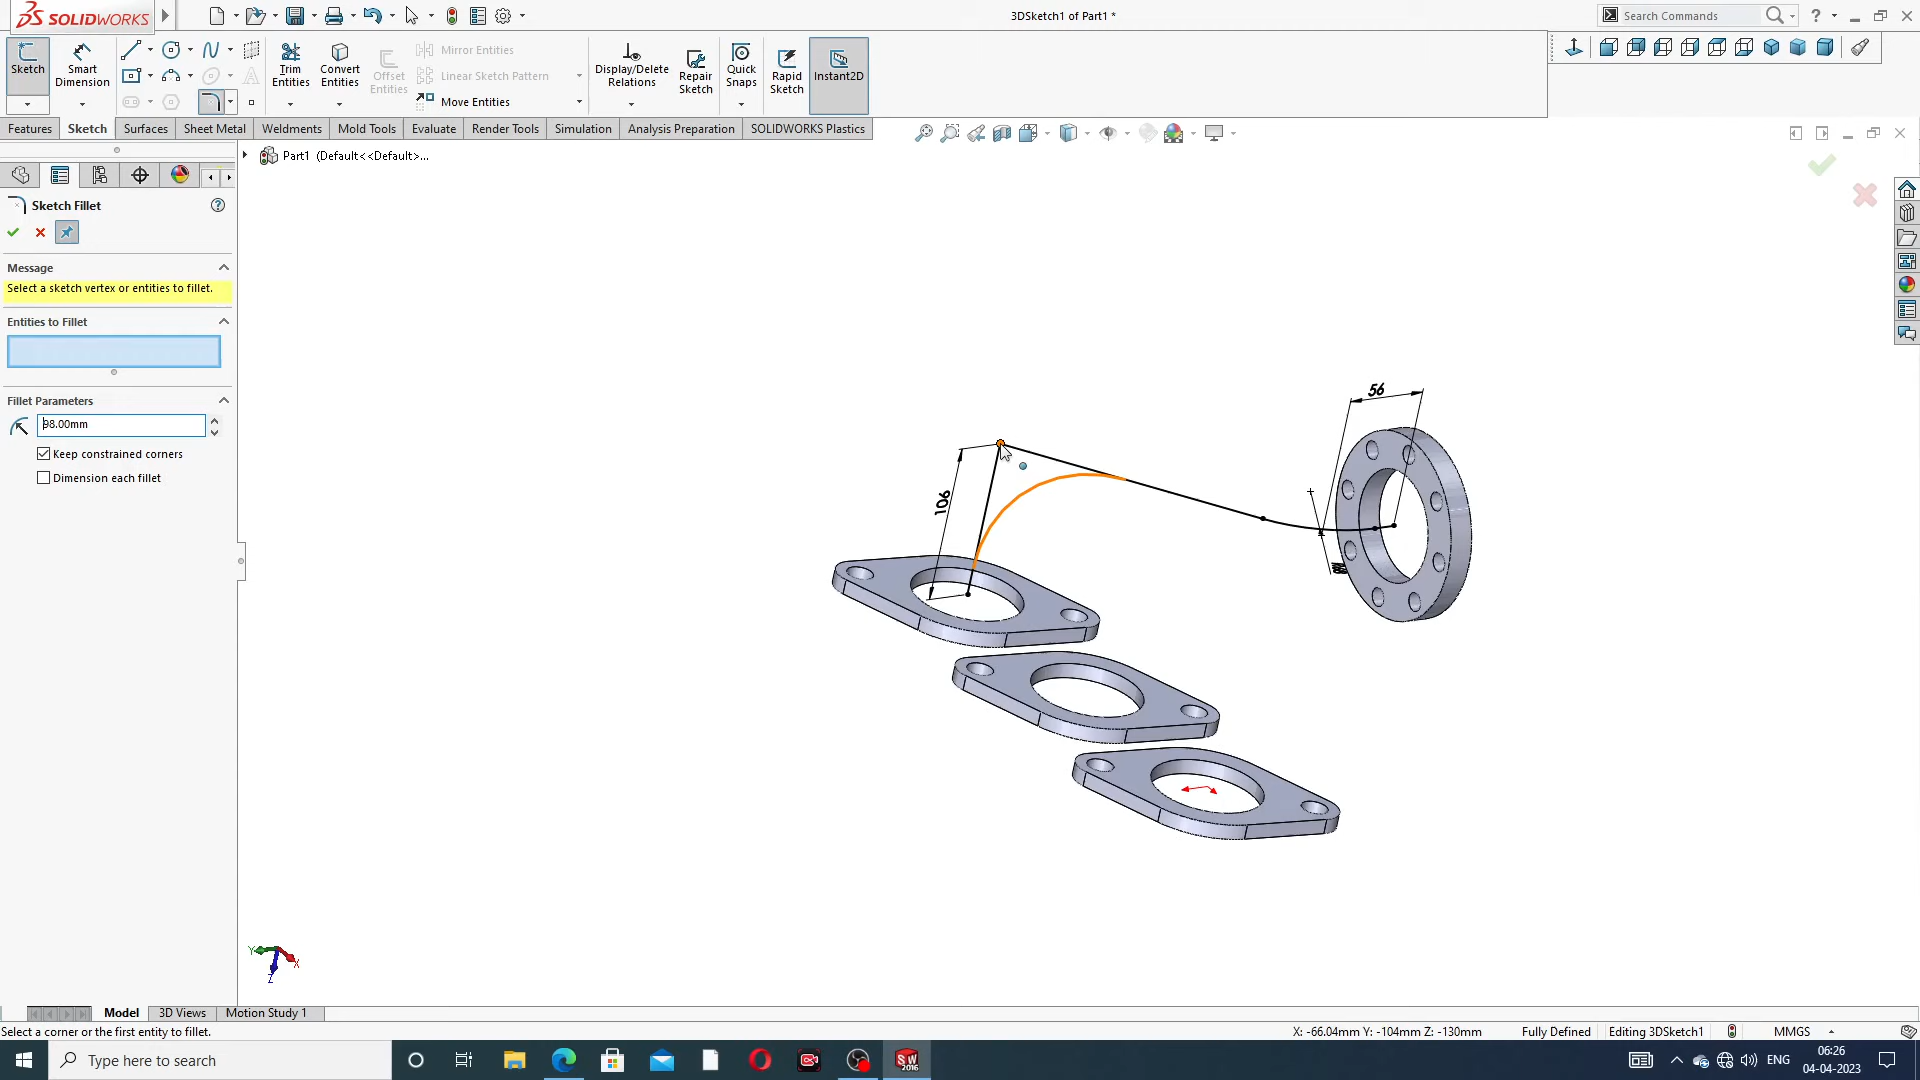 SOLIDWORKS
3DSketch1 of Part1 *
Search Commands
Sketch
Smart Dimension
Trim Entities
Convert Entities
Offset Entities
Mirror Entities
Linear Sketch Pattern
Move Entities
Display/Delete Relations
Repair Sketch
Quick Snaps
Rapid Sketch
Instant2D
Features
Sketch
Surfaces
Sheet Metal
Weldments
Mold Tools
Evaluate
Render Tools
Simulation
Analysis Preparation
SOLIDWORKS Plastics
Part1 (Default<<Default>...
Sketch Fillet
Message
Select a sketch vertex or entities to fillet.
Entities to Fillet
Fillet Parameters
98.00mm
Keep constrained corners
Dimension each fillet
56
106
Y
X
Z
Model
3D Views
Motion Study 1
Select a corner or the first entity to fillet.
X: -66.04mm Y: -104mm Z: -130mm
Fully Defined
Editing 3DSketch1
MMGS
Type here to search
SW
2016
ENG
06:26
04-04-2023